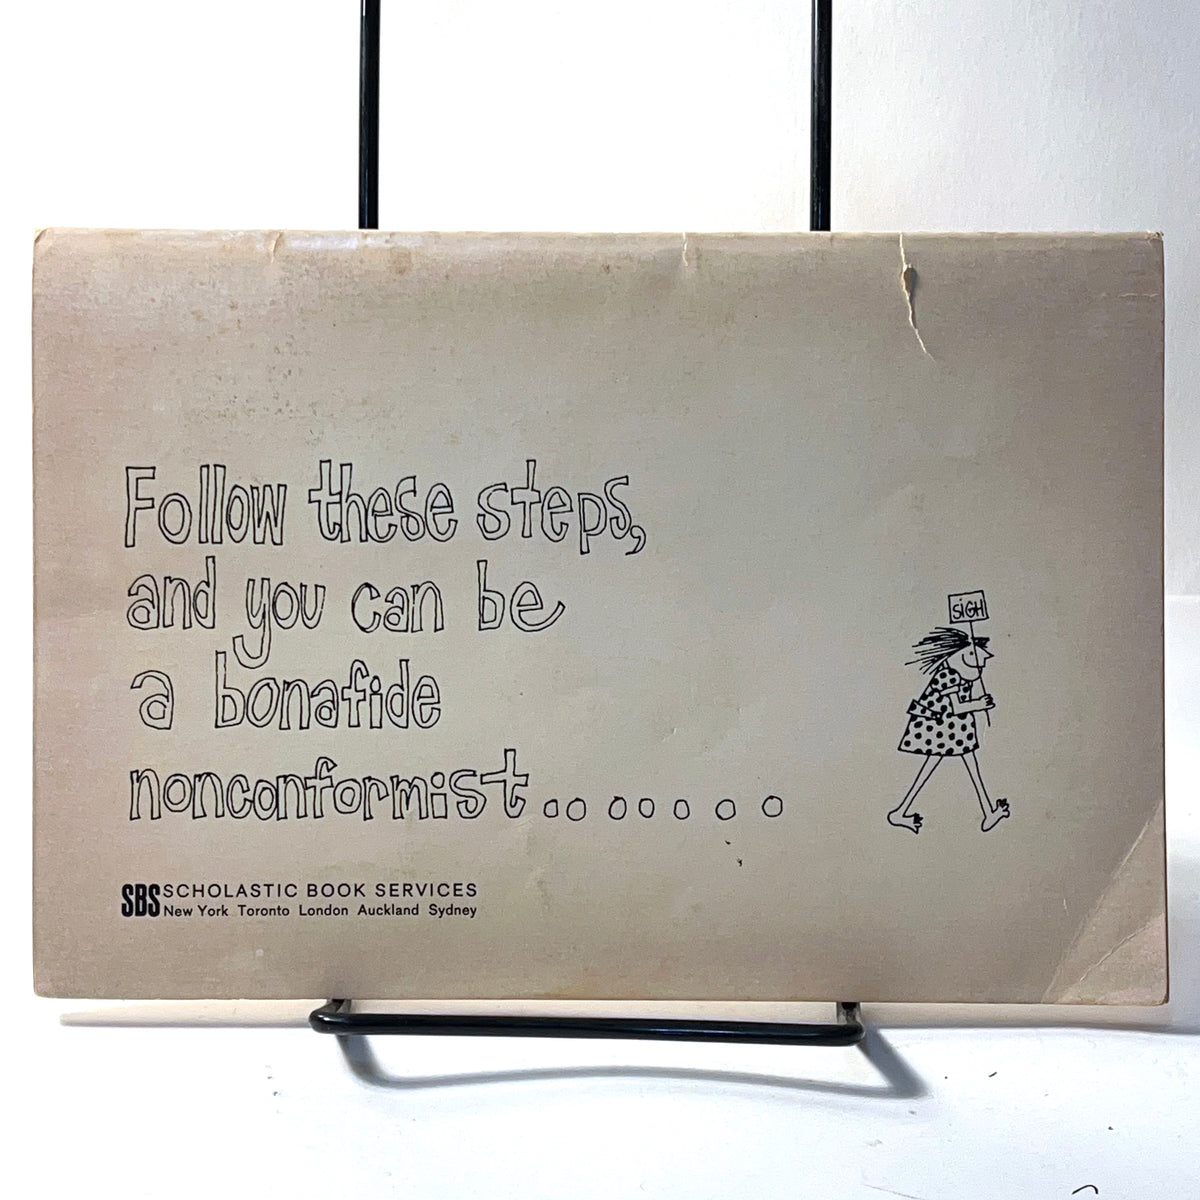 Follow these steps,
and you can be
a bonafide
nonconformist.........
SIGH
SBS SCHOLASTIC BOOK SERVICES
New York Toronto London Auckland Sydney